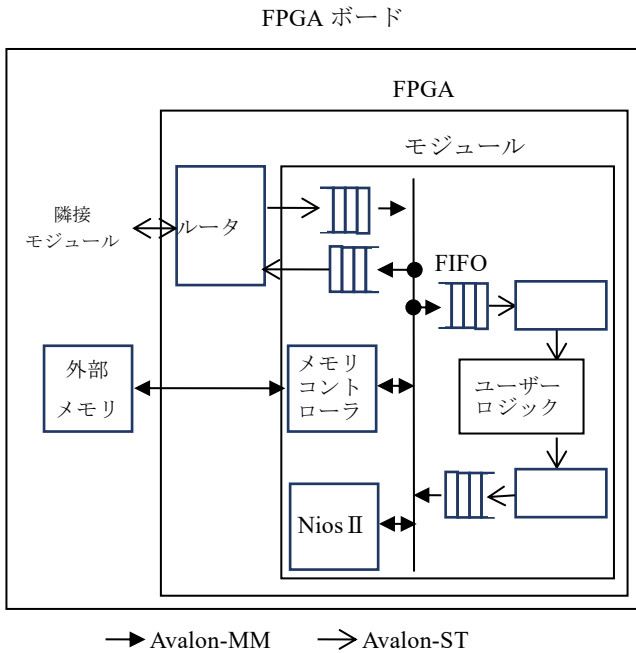 FPGA ボード
FPGA
モジュール
隣接
モジュール
ルータ
FIFO
外部
メモリ
メモリ
コント
ローラ
ユーザー
ロジック
Nios II
Avalon-MM
Avalon-ST